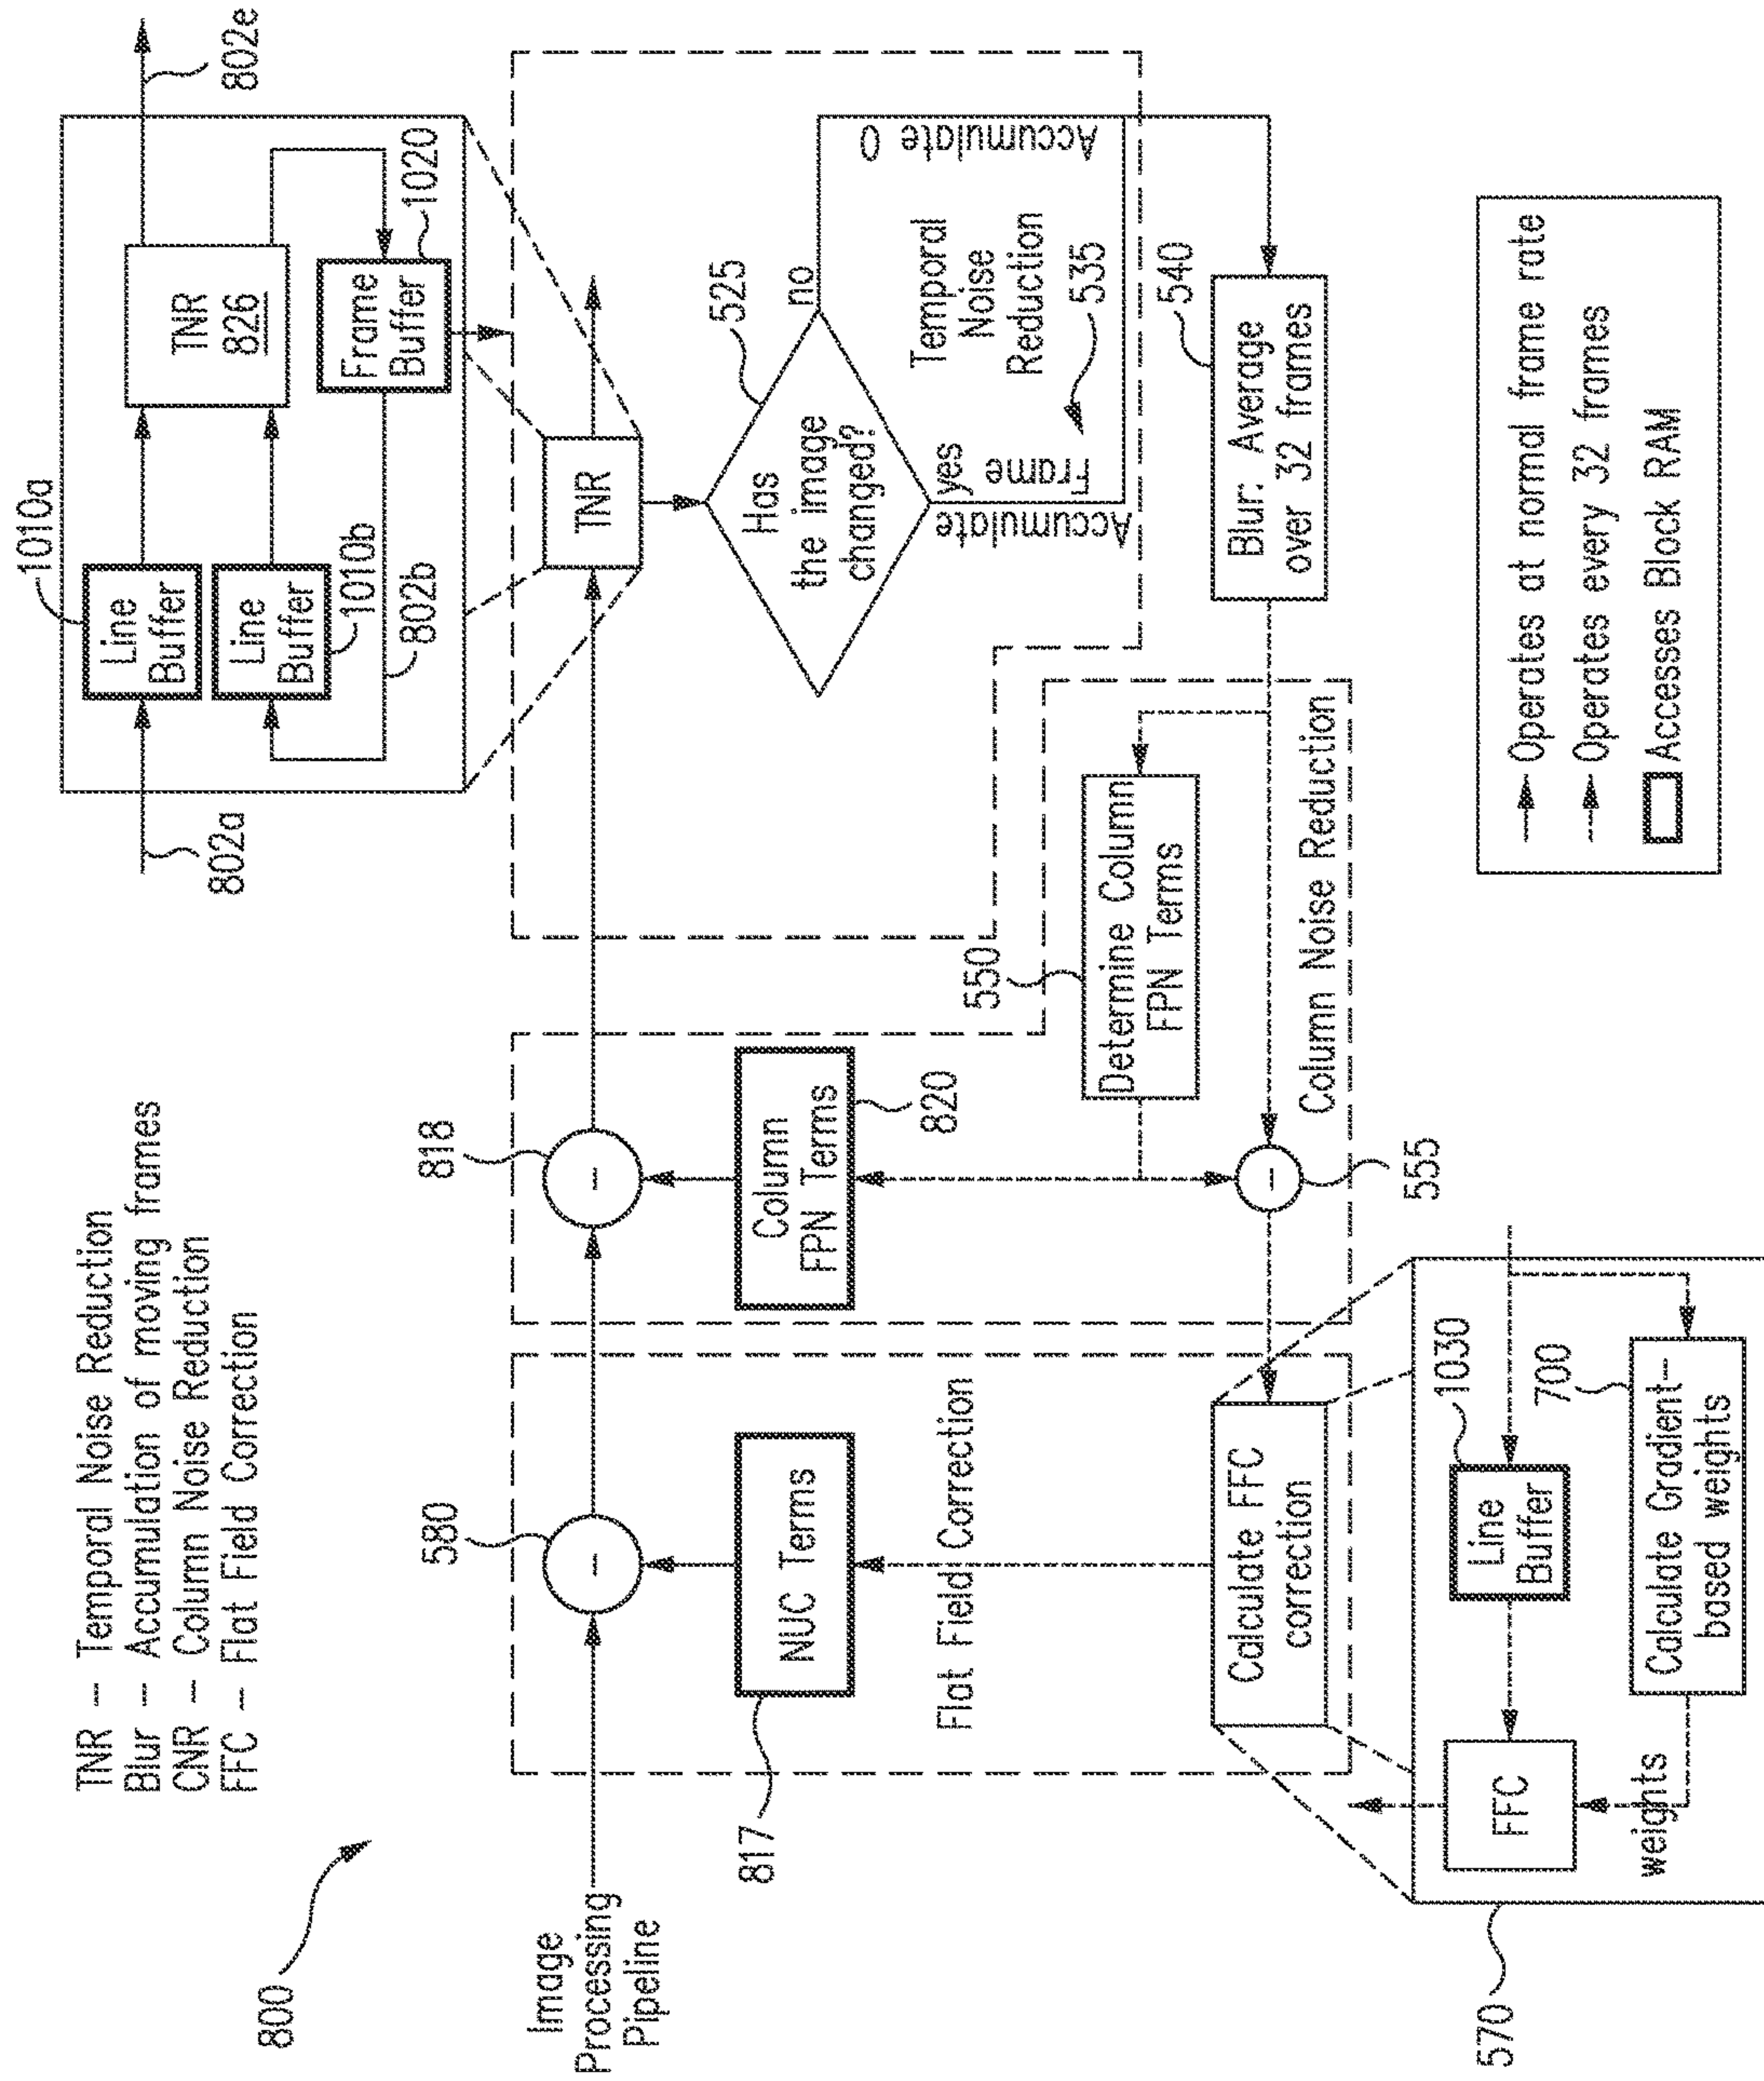 TNR – Temporal Noise Reduction
Blur – Accumulation of moving frames
CNR – Column Noise Reduction
FFC – Flat Field Correction
800
Image
Processing
Pipeline
580
818
NUC Terms
817
Column
FPN Terms
820
Flat Field Correction
Calculate FFC
correction
555
550
Determine Column
FPN Terms
Column Noise Reduction
802a
1010a
Line
Buffer
Line
Buffer
1010b
802b
TNR
826
Frame
Buffer
1020
802e
TNR
525
Has
the image
changed?
no
yes
Accumulate
Frame
Accumulate 0
Temporal
Noise
Reduction
535
540
Blur: Average
over 32 frames
570
FFC
weights
1030
Line
Buffer
700
Calculate Gradient–
based weights
Operates at normal frame rate
Operates every 32 frames
Accesses Block RAM